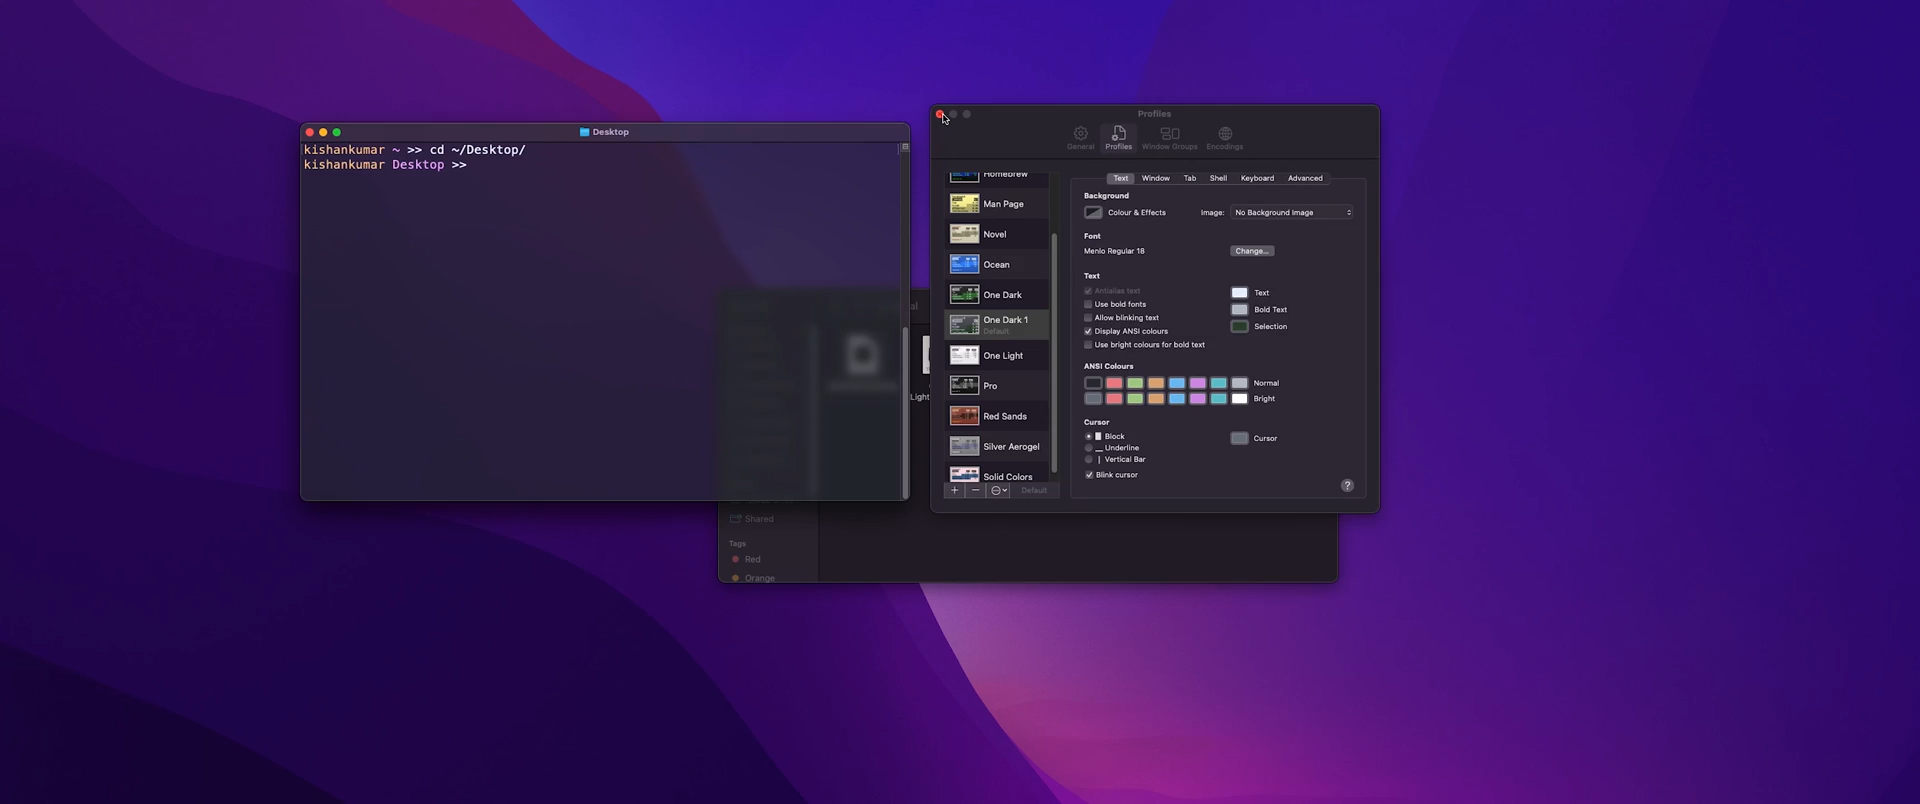 Desktop
kishankumar ~ >> cd ~/Desktop/
kishankumar Desktop >>
Profiles
General
Profiles
Window Groups
Encodings
Homebrew
Man Page
Novel
Ocean
One Dark
One Dark 1
Default
One Light
Pro
Red Sands
Silver Aerogel
Solid Colors
+ − Default
Text Window Tab Shell Keyboard Advanced
Background
Colour & Effects Image: No Background Image
Font
Menlo Regular 18 Change...
Text
Antialias text
Use bold fonts
Allow blinking text
Display ANSI colours
Use bright colours for bold text
Text
Bold Text
Selection
ANSI Colours
Normal
Bright
Cursor
Block
Underline
Vertical Bar
Blink cursor
Cursor
?
al
Light
Shared
Tags
Red
Orange